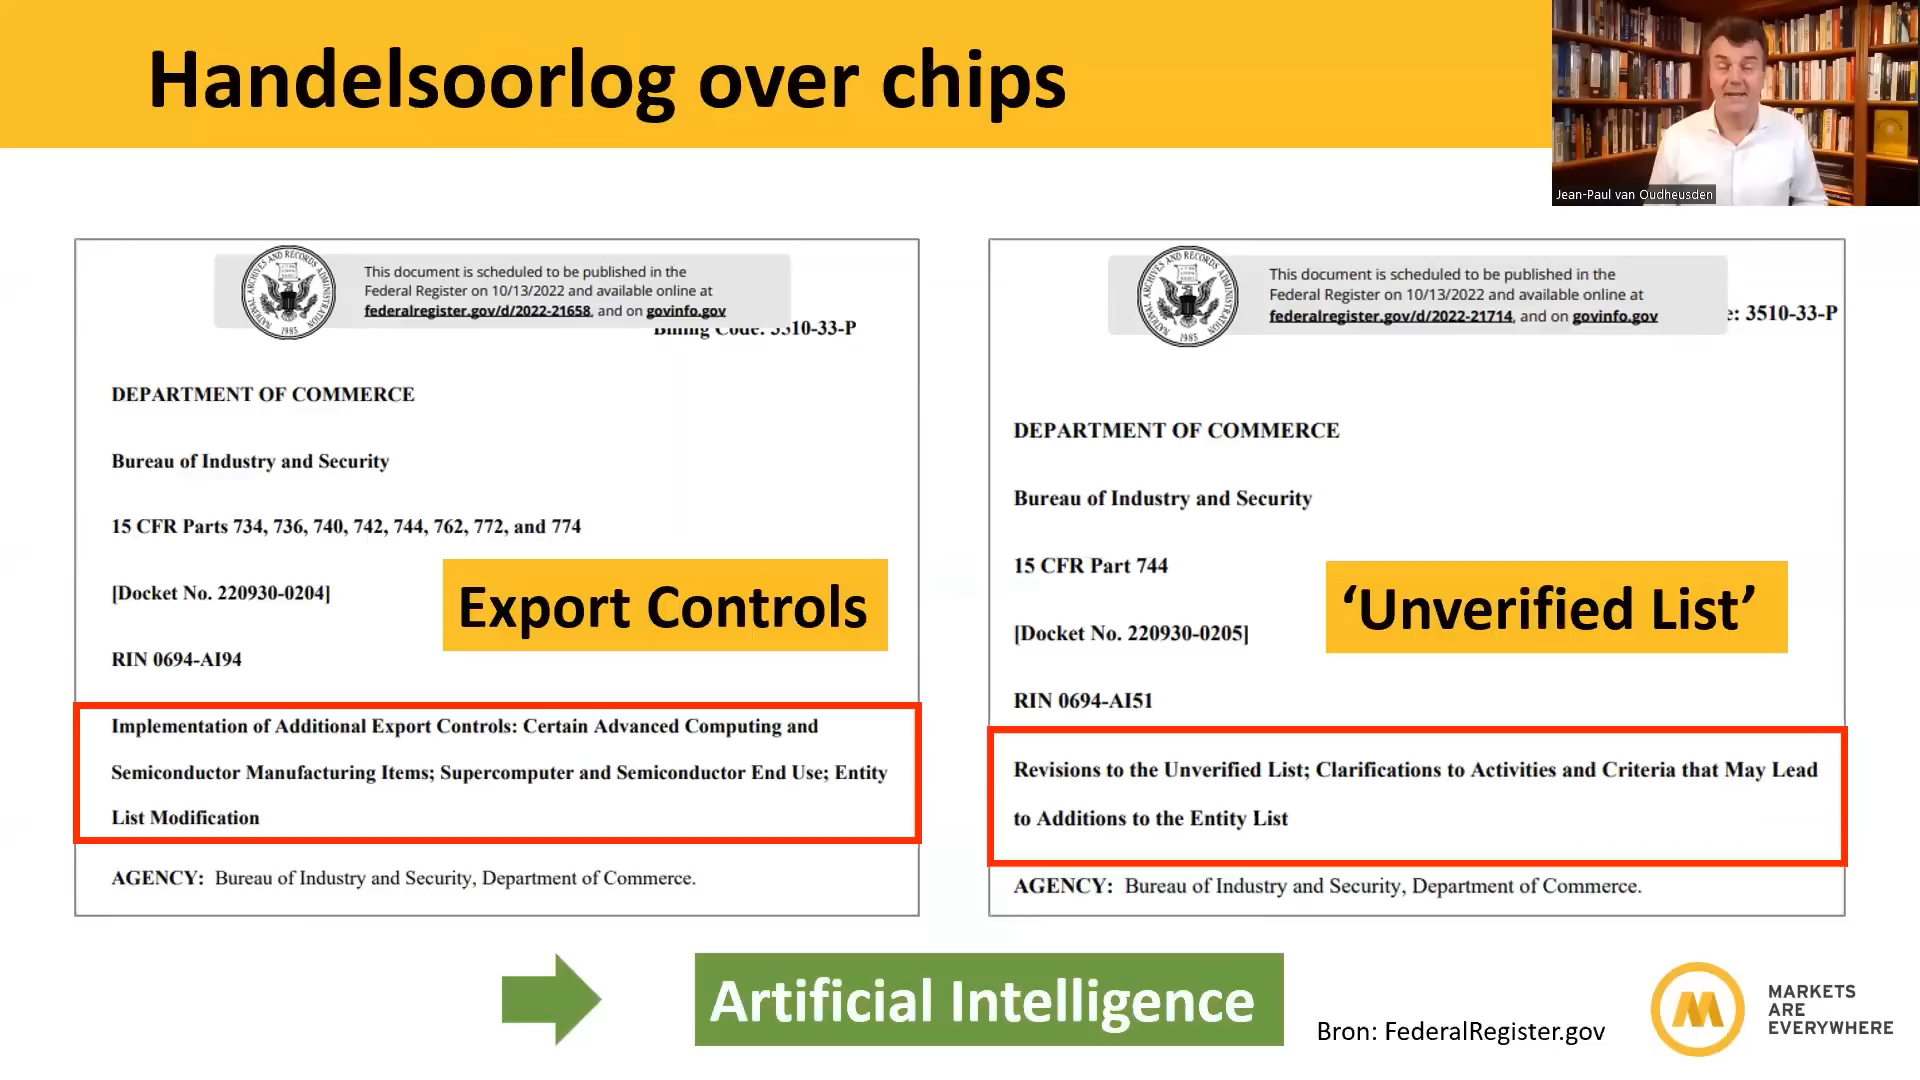 Handelsoorlog over chips
Jean-Paul van Oudheusden
This document is scheduled to be published in the
Federal Register on 10/13/2022 and available online at
federalregister.gov/d/2022-21658, and on govinfo.gov
Billing Code: 3510-33-P
DEPARTMENT OF COMMERCE
Bureau of Industry and Security
15 CFR Parts 734, 736, 740, 742, 744, 762, 772, and 774
[Docket No. 220930-0204]
RIN 0694-AI94
Export Controls
Implementation of Additional Export Controls: Certain Advanced Computing and
Semiconductor Manufacturing Items; Supercomputer and Semiconductor End Use; Entity
List Modification
AGENCY: Bureau of Industry and Security, Department of Commerce.
This document is scheduled to be published in the
Federal Register on 10/13/2022 and available online at
federalregister.gov/d/2022-21714, and on govinfo.gov
e: 3510-33-P
DEPARTMENT OF COMMERCE
Bureau of Industry and Security
15 CFR Part 744
[Docket No. 220930-0205]
RIN 0694-AI51
‘Unverified List’
Revisions to the Unverified List; Clarifications to Activities and Criteria that May Lead
to Additions to the Entity List
AGENCY: Bureau of Industry and Security, Department of Commerce.
Artificial Intelligence
Bron: FederalRegister.gov
MARKETS
ARE
EVERYWHERE